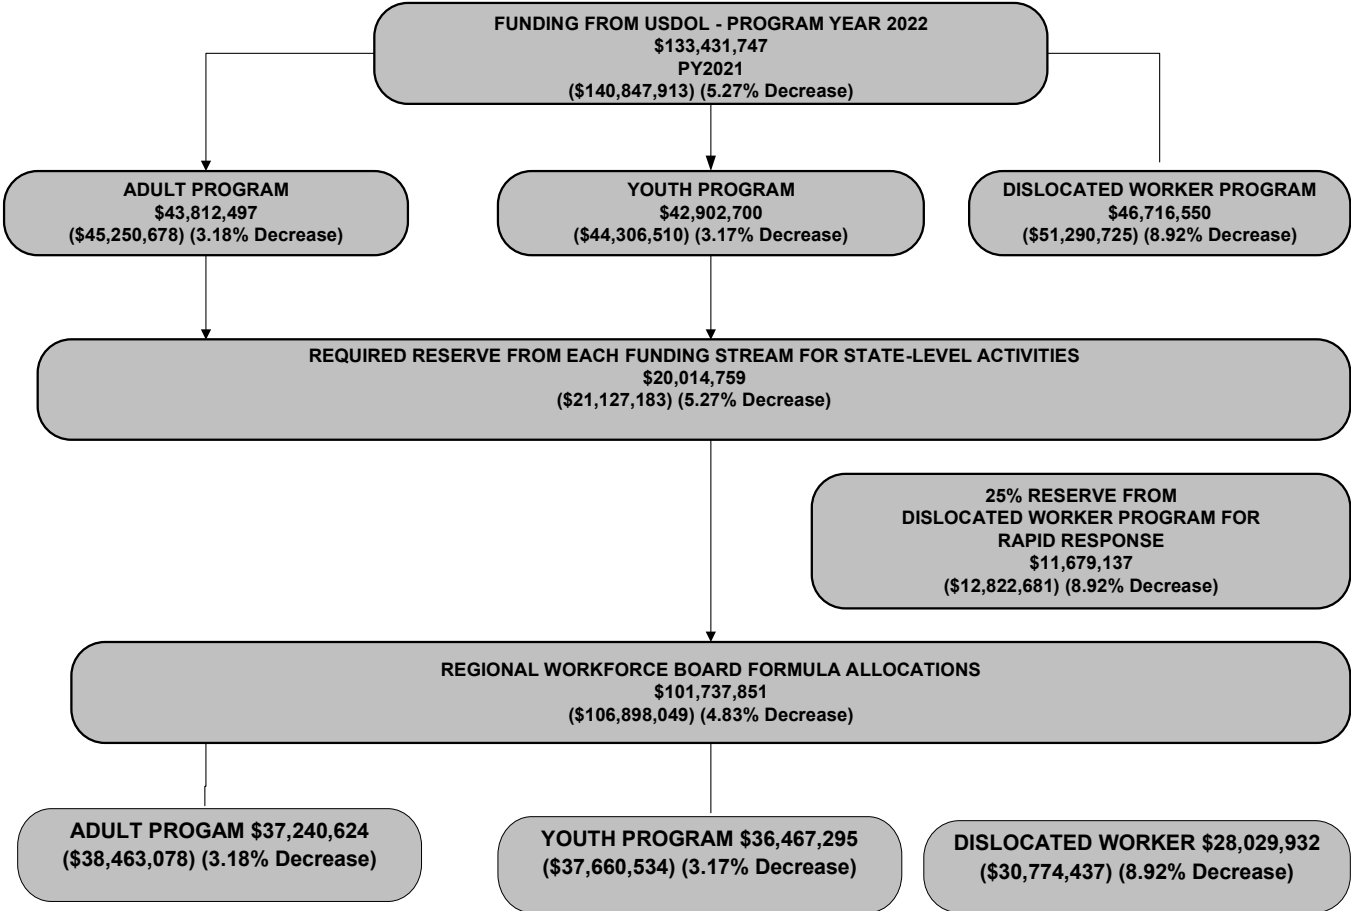 FUNDING FROM USDOL - PROGRAM YEAR 2022
$133,431,747
PY2021
($140,847,913) (5.27% Decrease)
ADULT PROGRAM
$43,812,497
($45,250,678) (3.18% Decrease)
YOUTH PROGRAM
$42,902,700
($44,306,510) (3.17% Decrease)
DISLOCATED WORKER PROGRAM
$46,716,550
($51,290,725) (8.92% Decrease)
REQUIRED RESERVE FROM EACH FUNDING STREAM FOR STATE-LEVEL ACTIVITIES
$20,014,759
($21,127,183) (5.27% Decrease)
25% RESERVE FROM
DISLOCATED WORKER PROGRAM FOR
RAPID RESPONSE
$11,679,137
($12,822,681) (8.92% Decrease)
REGIONAL WORKFORCE BOARD FORMULA ALLOCATIONS
$101,737,851
($106,898,049) (4.83% Decrease)
ADULT PROGAM $37,240,624
($38,463,078) (3.18% Decrease)
YOUTH PROGRAM $36,467,295
($37,660,534) (3.17% Decrease)
DISLOCATED WORKER $28,029,932
($30,774,437) (8.92% Decrease)